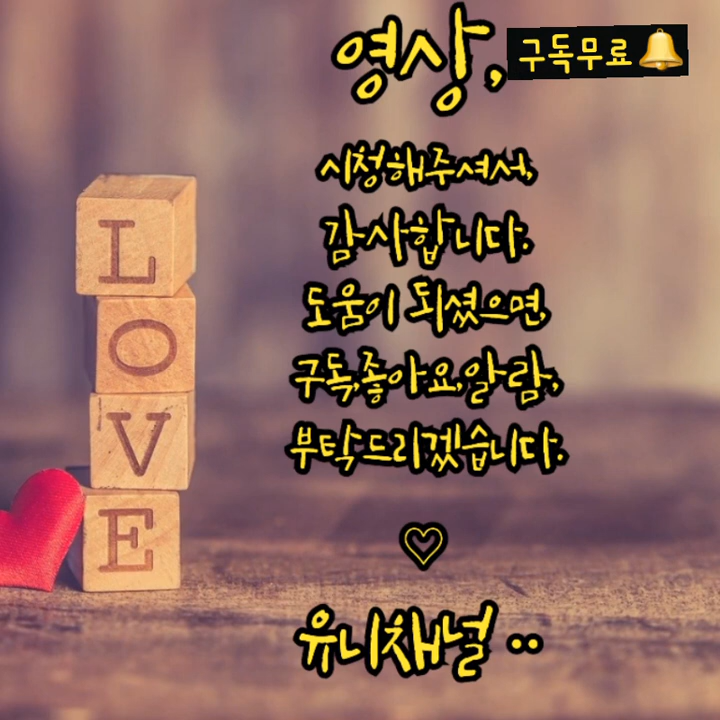 영상,
구독무료🔔
시청해주셔서,
감사합니다.
도움이 되셨으면,
구독,좋아요,알람,
부탁드리겠습니다.
♡
유니채널 ..
L
O
V
E